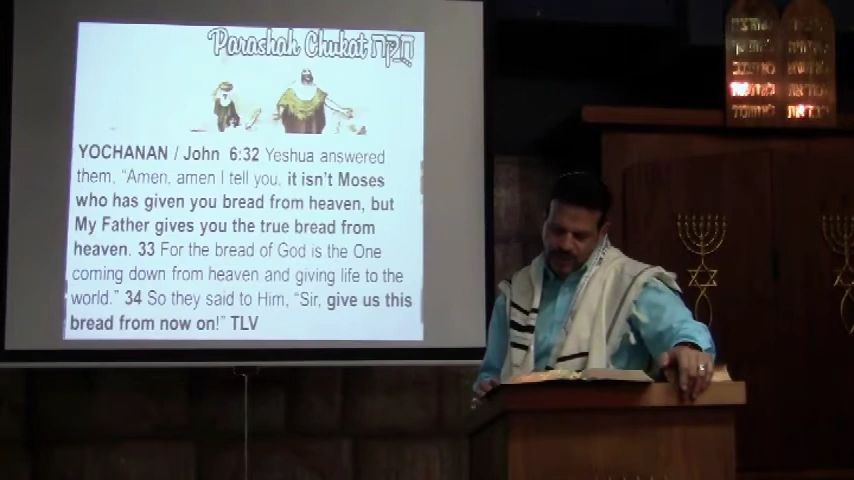 Parashah Chukat חֻקַּת
YOCHANAN / John 6:32 Yeshua answered
them, “Amen, amen I tell you, it isn’t Moses
who has given you bread from heaven, but
My Father gives you the true bread from
heaven. 33 For the bread of God is the One
coming down from heaven and giving life to the
world.” 34 So they said to Him, “Sir, give us this
bread from now on!” TLV